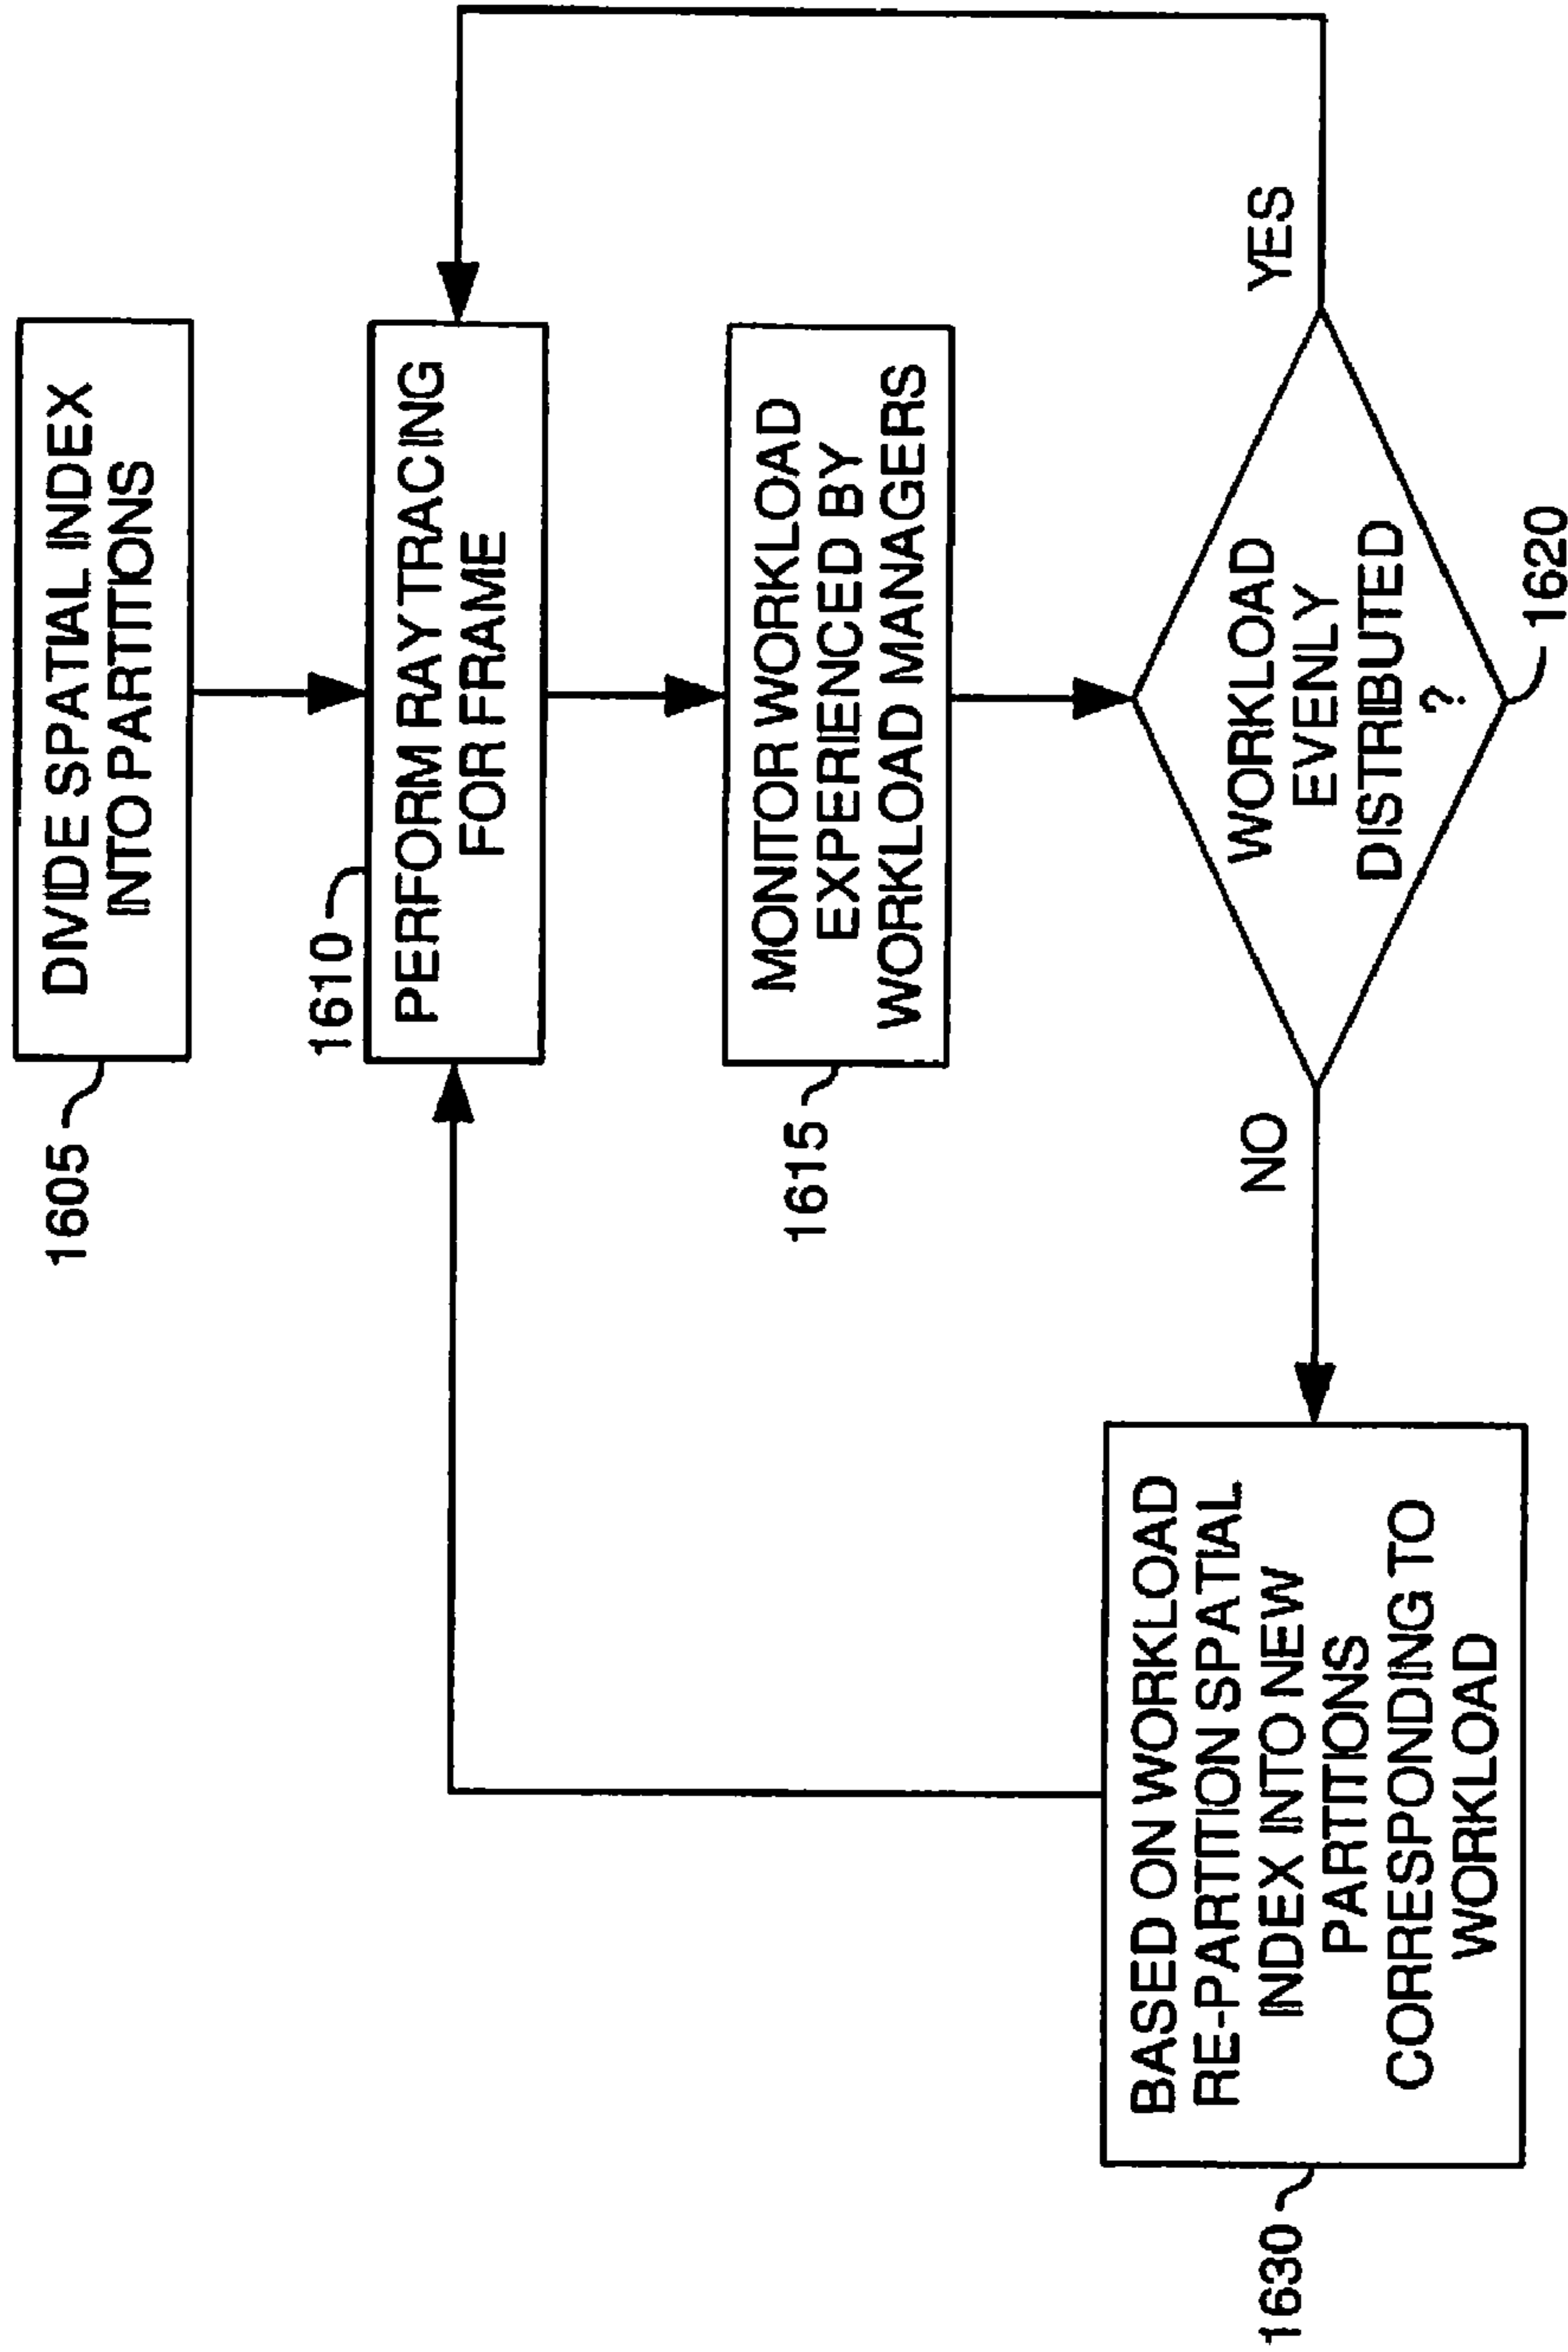 1605
DIVIDE SPATIAL INDEX
INTO PARTITIONS
1610
PERFORM RAY TRACING
FOR FRAME
1615
MONITOR WORKLOAD
EXPERIENCED BY
WORKLOAD MANAGERS
WORKLOAD
EVENLY
DISTRIBUTED
?
1620
YES
NO
1630
BASED ON WORKLOAD
RE-PARTITION SPATIAL
INDEX INTO NEW
PARTITIONS
CORRESPONDING TO
WORKLOAD